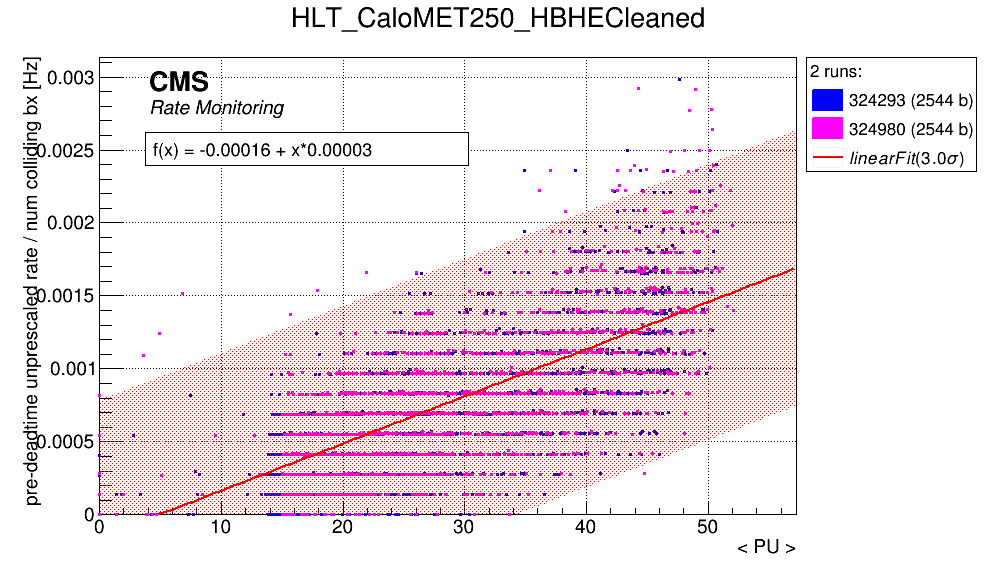 HLT_CaloMET250_HBHECleaned
pre-deadtime unprescaled rate / num colliding bx [Hz]
0.003
0.0025
0.002
0.0015
0.001
0.0005
0
CMS
Rate Monitoring
f(x) = -0.00016 + x*0.00003
0 10 20 30 40 50
< PU >
2 runs:
324293 (2544 b)
324980 (2544 b)
linearFit(3.0σ)